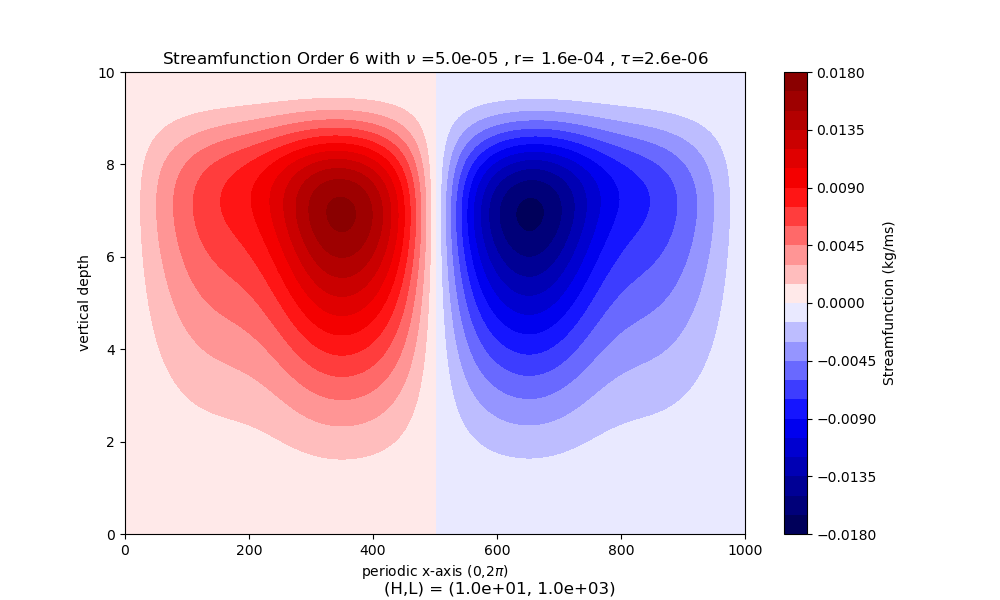 Streamfunction Order 6 with ν =5.0e-05 , r= 1.6e-04 , τ=2.6e-06
10
8
6
4
2
0
vertical depth
0 200 400 600 800 1000
periodic x-axis (0,2π)
(H,L) = (1.0e+01, 1.0e+03)
0.0180
0.0135
0.0090
0.0045
0.0000
−0.0045
−0.0090
−0.0135
−0.0180
Streamfunction (kg/ms)